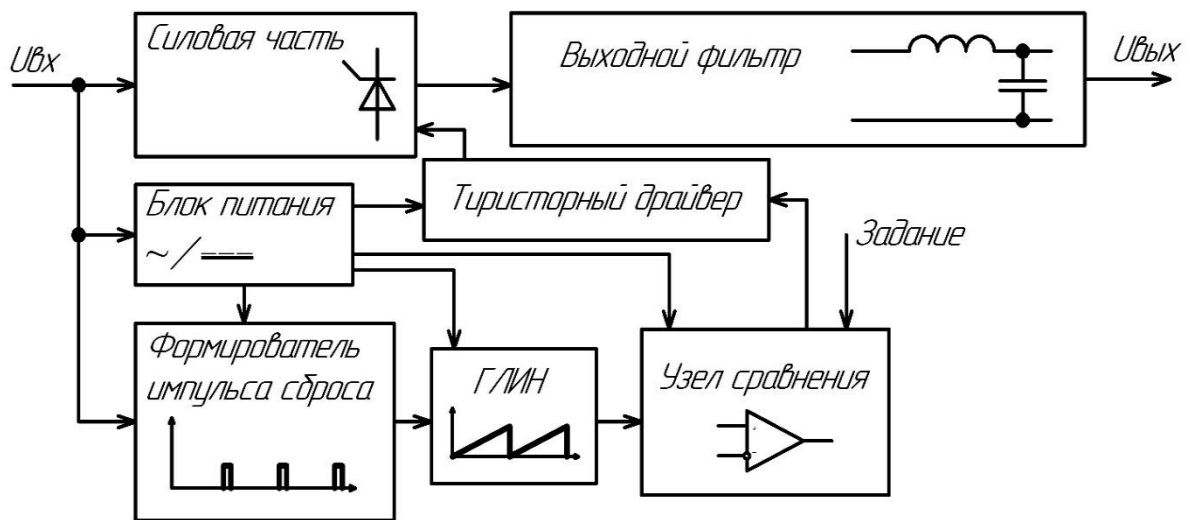 Uвх
Силовая часть
Выходной фильтр
Uвых
Блок питания
~ / ===
Тиристорный драйвер
Задание
Формирователь
импульса сброса
ГЛИН
Узел сравнения
+
-